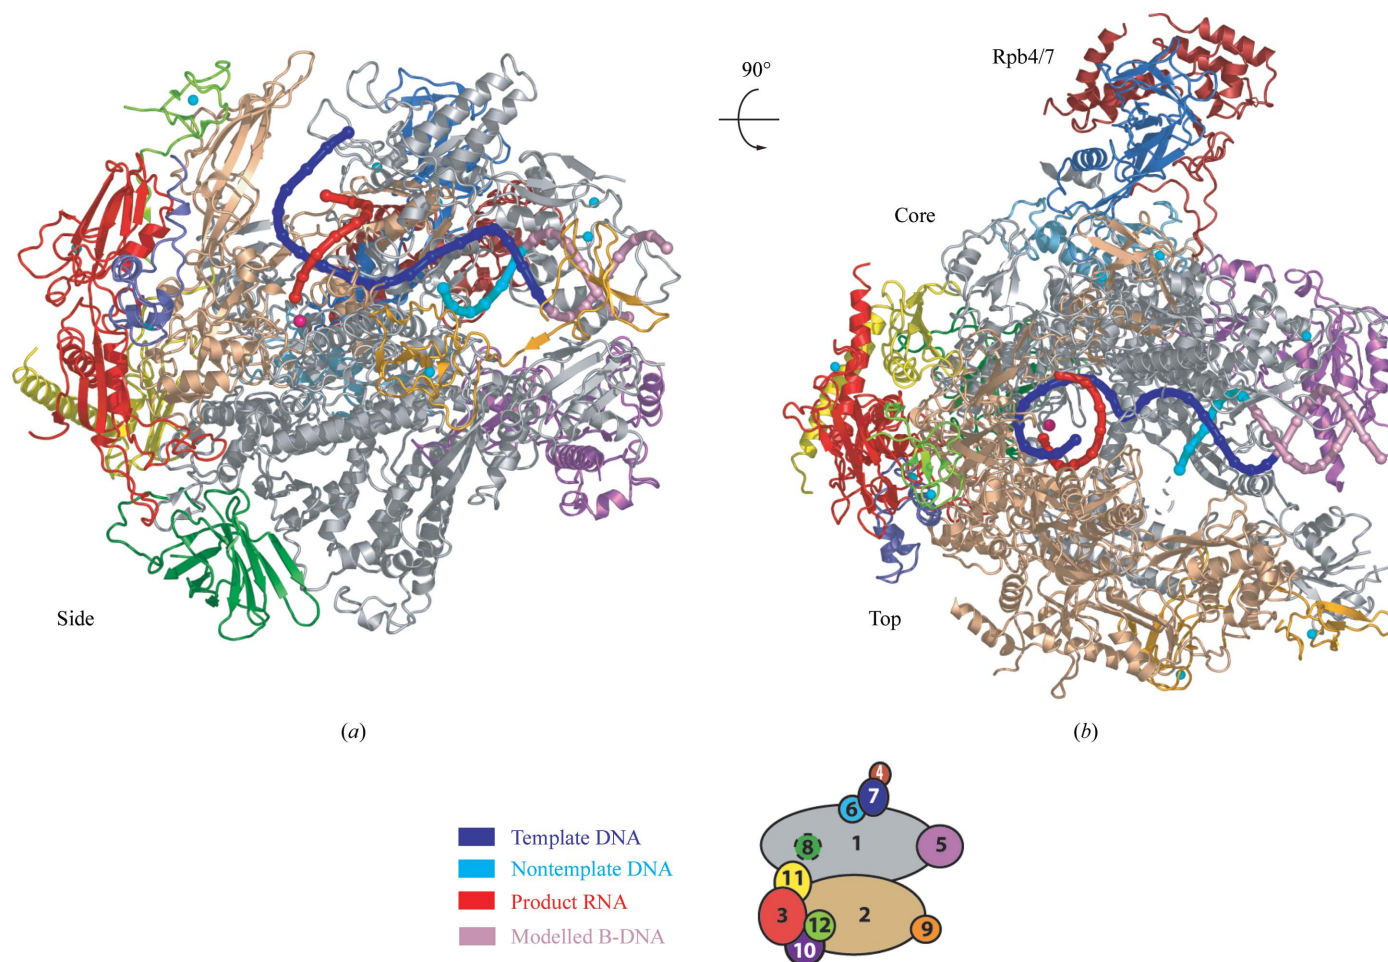 90°
Rpb4/7
Core
Side
Top
(a)
(b)
Template DNA
Nontemplate DNA
Product RNA
Modelled B-DNA
4
7
6
8
1
5
11
3
12
2
9
10